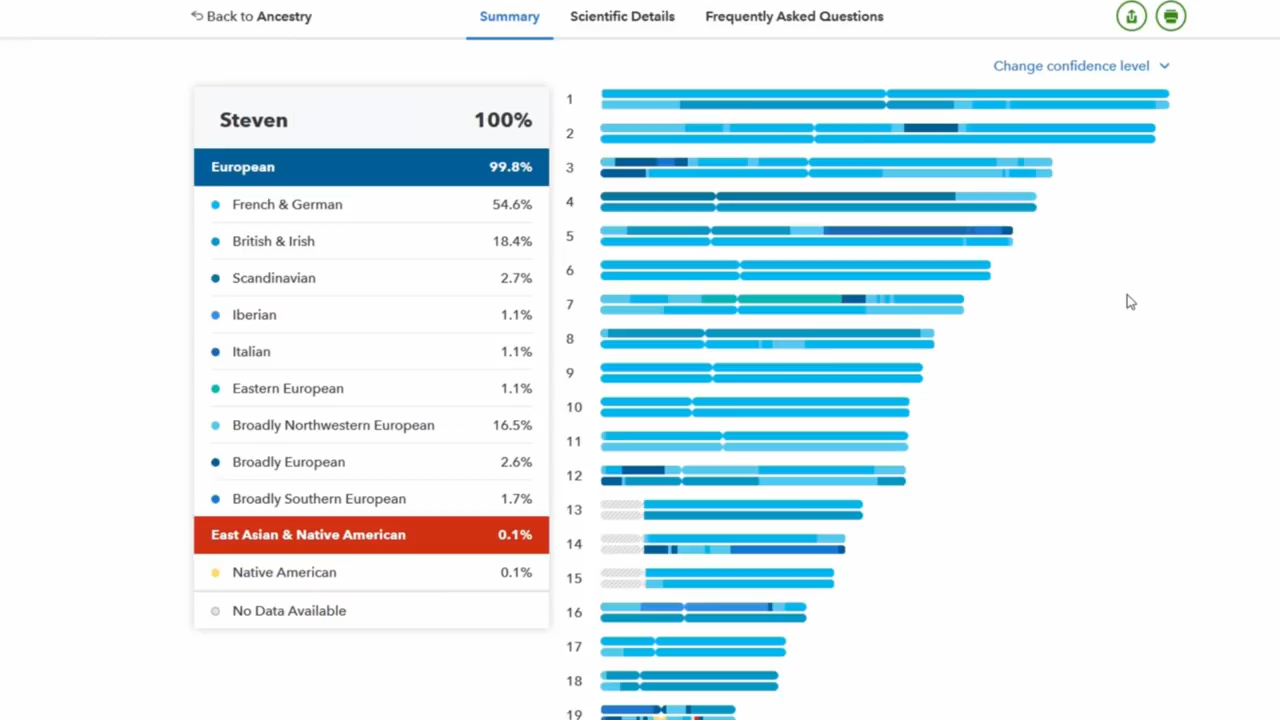 Back to Ancestry
Summary
Scientific Details
Frequently Asked Questions
Change confidence level
Steven 100%
European 99.8%
French & German 54.6%
British & Irish 18.4%
Scandinavian 2.7%
Iberian 1.1%
Italian 1.1%
Eastern European 1.1%
Broadly Northwestern European 16.5%
Broadly European 2.6%
Broadly Southern European 1.7%
East Asian & Native American 0.1%
Native American 0.1%
No Data Available
1
2
3
4
5
6
7
8
9
10
11
12
13
14
15
16
17
18
19